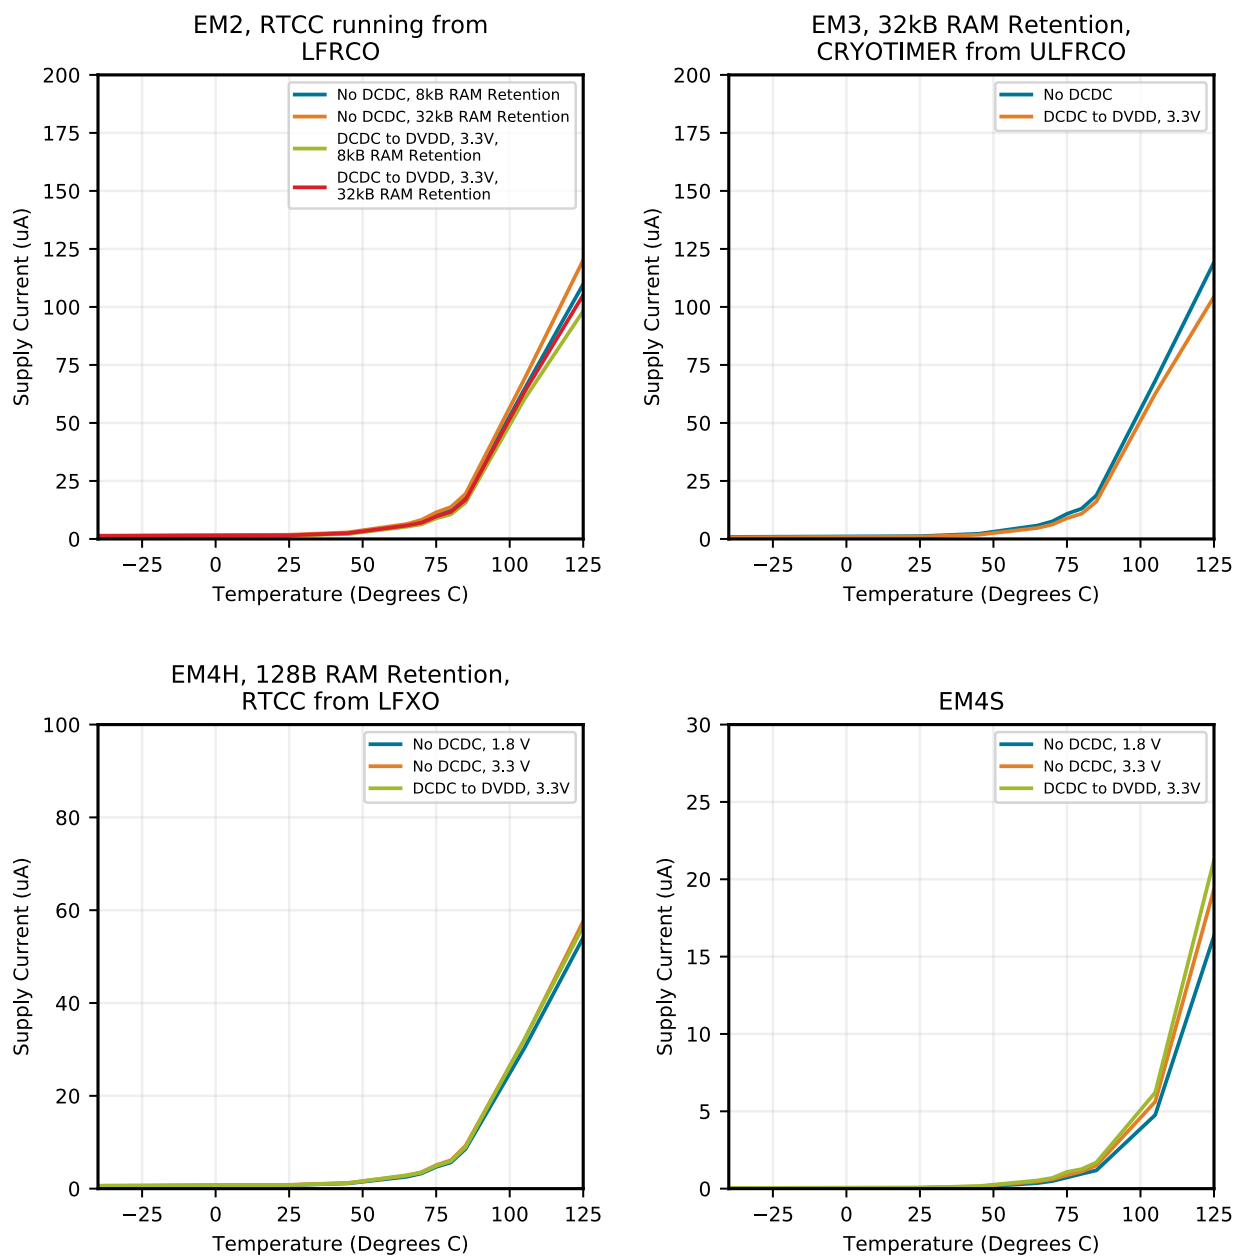 EM2, RTCC running from
LFRCO
200
175
150
125
100
75
50
25
0
Supply Current (uA)
No DCDC, 8kB RAM Retention
No DCDC, 32kB RAM Retention
DCDC to DVDD, 3.3V,
8kB RAM Retention
DCDC to DVDD, 3.3V,
32kB RAM Retention
−25 0 25 50 75 100 125
Temperature (Degrees C)
EM3, 32kB RAM Retention,
CRYOTIMER from ULFRCO
200
175
150
125
100
75
50
25
0
Supply Current (uA)
No DCDC
DCDC to DVDD, 3.3V
−25 0 25 50 75 100 125
Temperature (Degrees C)
EM4H, 128B RAM Retention,
RTCC from LFXO
100
80
60
40
20
0
Supply Current (uA)
No DCDC, 1.8 V
No DCDC, 3.3 V
DCDC to DVDD, 3.3V
−25 0 25 50 75 100 125
Temperature (Degrees C)
EM4S
30
25
20
15
10
5
0
Supply Current (uA)
No DCDC, 1.8 V
No DCDC, 3.3 V
DCDC to DVDD, 3.3V
−25 0 25 50 75 100 125
Temperature (Degrees C)